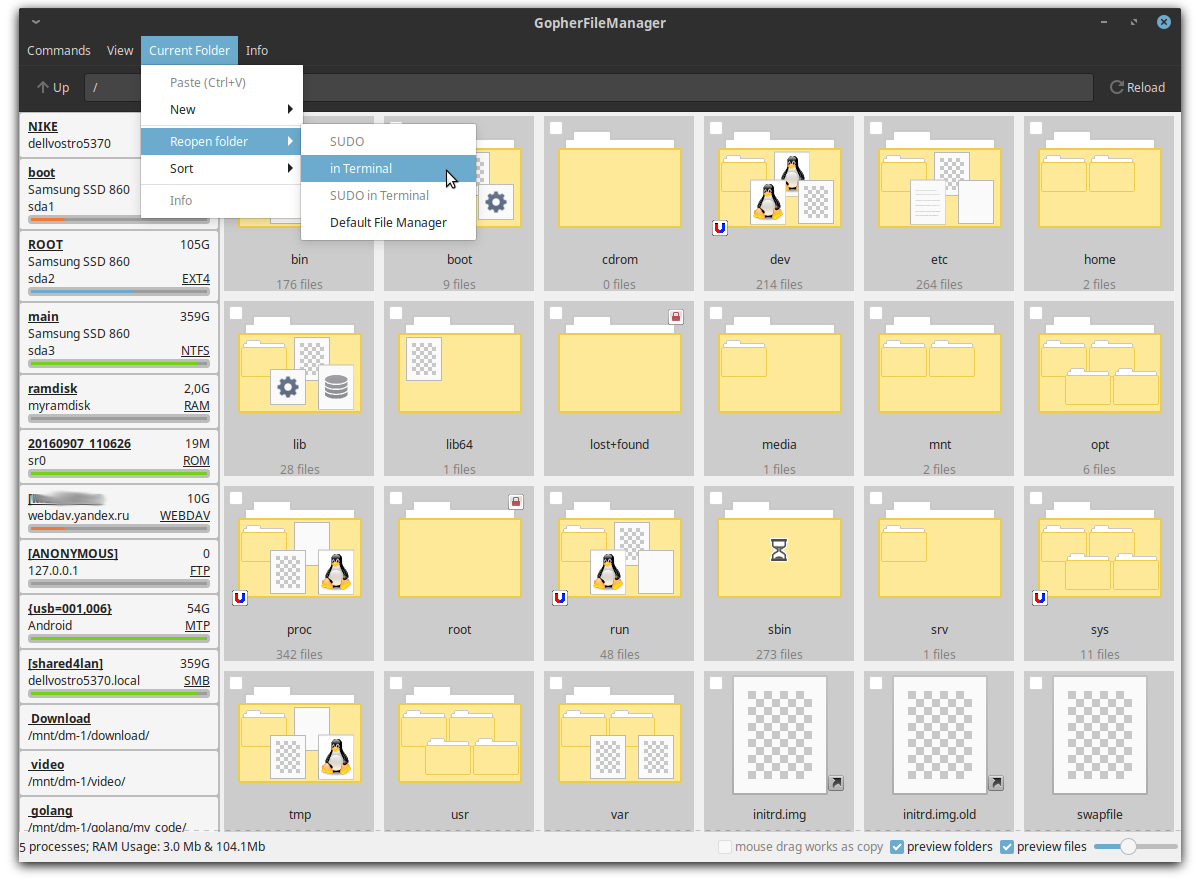 GopherFileManager
Commands View Current Folder Info
Up / Reload
Paste (Ctrl+V)
New
Reopen folder
Sort
Info
SUDO
in Terminal
SUDO in Terminal
Default File Manager
NIKE
dellvostro5370
boot
Samsung SSD 860
sda1
ROOT 105G
Samsung SSD 860
sda2 EXT4
main 359G
Samsung SSD 860
sda3 NTFS
ramdisk 2,0G
myramdisk RAM
20160907_110626 19M
sr0 ROM
10G
webdav.yandex.ru WEBDAV
[ANONYMOUS] 0
127.0.0.1 FTP
{usb=001,006} 54G
Android MTP
[shared4lan] 359G
dellvostro5370.local SMB
Download
/mnt/dm-1/download/
video
/mnt/dm-1/video/
golang
/mnt/dm-1/golang/my_code/
bin boot cdrom dev etc home
176 files 9 files 0 files 214 files 264 files 2 files
lib lib64 lost+found media mnt opt
28 files 1 files 1 files 2 files 6 files
proc root run sbin srv sys
342 files 48 files 273 files 1 files 11 files
tmp usr var initrd.img initrd.img.old swapfile
5 processes; RAM Usage: 3.0 Mb & 104.1Mb
mouse drag works as copy preview folders preview files